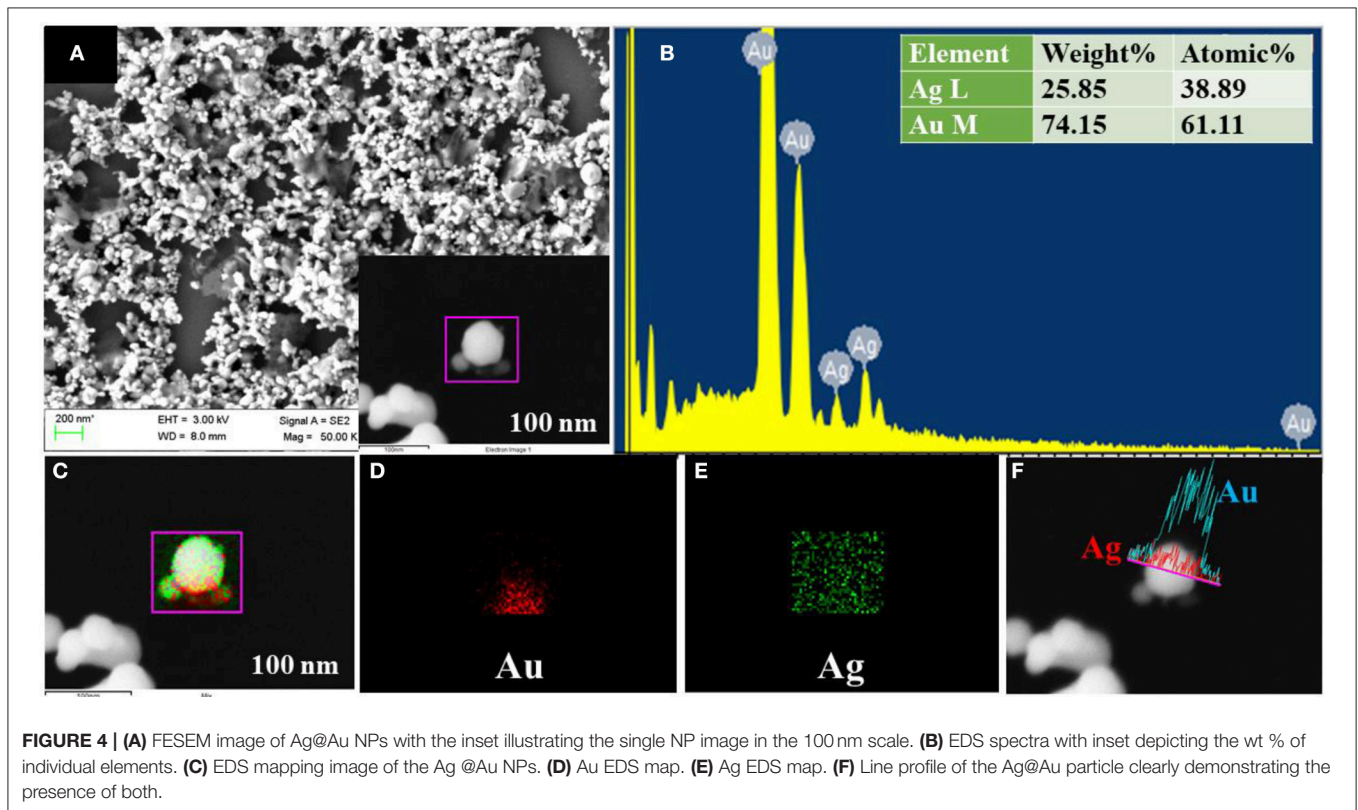 A
200 nm*
EHT = 3.00 kV
WD = 8.0 mm
Signal A = SE2
Mag = 50.00 K
100 nm
100nm
Electron Image 1
B
Au
Au
Ag
Ag
Au
Element Weight% Atomic%
Ag L 25.85 38.89
Au M 74.15 61.11
C
100 nm
D
Au
E
Ag
F
Au
Ag
FIGURE 4 | (A) FESEM image of Ag@Au NPs with the inset illustrating the single NP image in the 100 nm scale. (B) EDS spectra with inset depicting the wt % of
individual elements. (C) EDS mapping image of the Ag @Au NPs. (D) Au EDS map. (E) Ag EDS map. (F) Line profile of the Ag@Au particle clearly demonstrating the
presence of both.